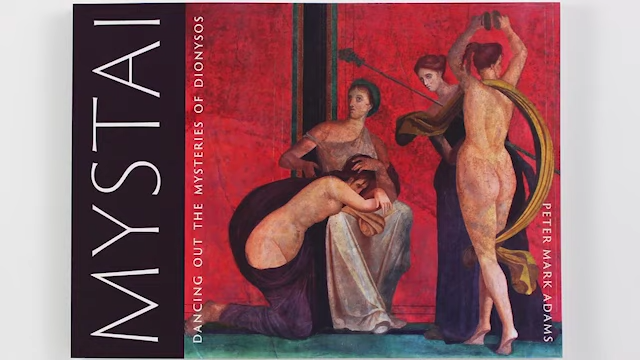 MYSTAI
DANCING OUT THE MYSTERIES OF DIONYSOS
PETER MARK ADAMS